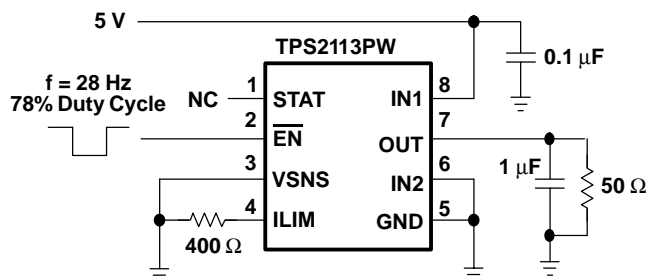 5 V
TPS2113PW
0.1 μF
f = 28 Hz
78% Duty Cycle
NC
1
STAT
IN1
8
2
EN
OUT
7
3
VSNS
IN2
6
1 μF
50 Ω
4
ILIM
GND
5
400 Ω